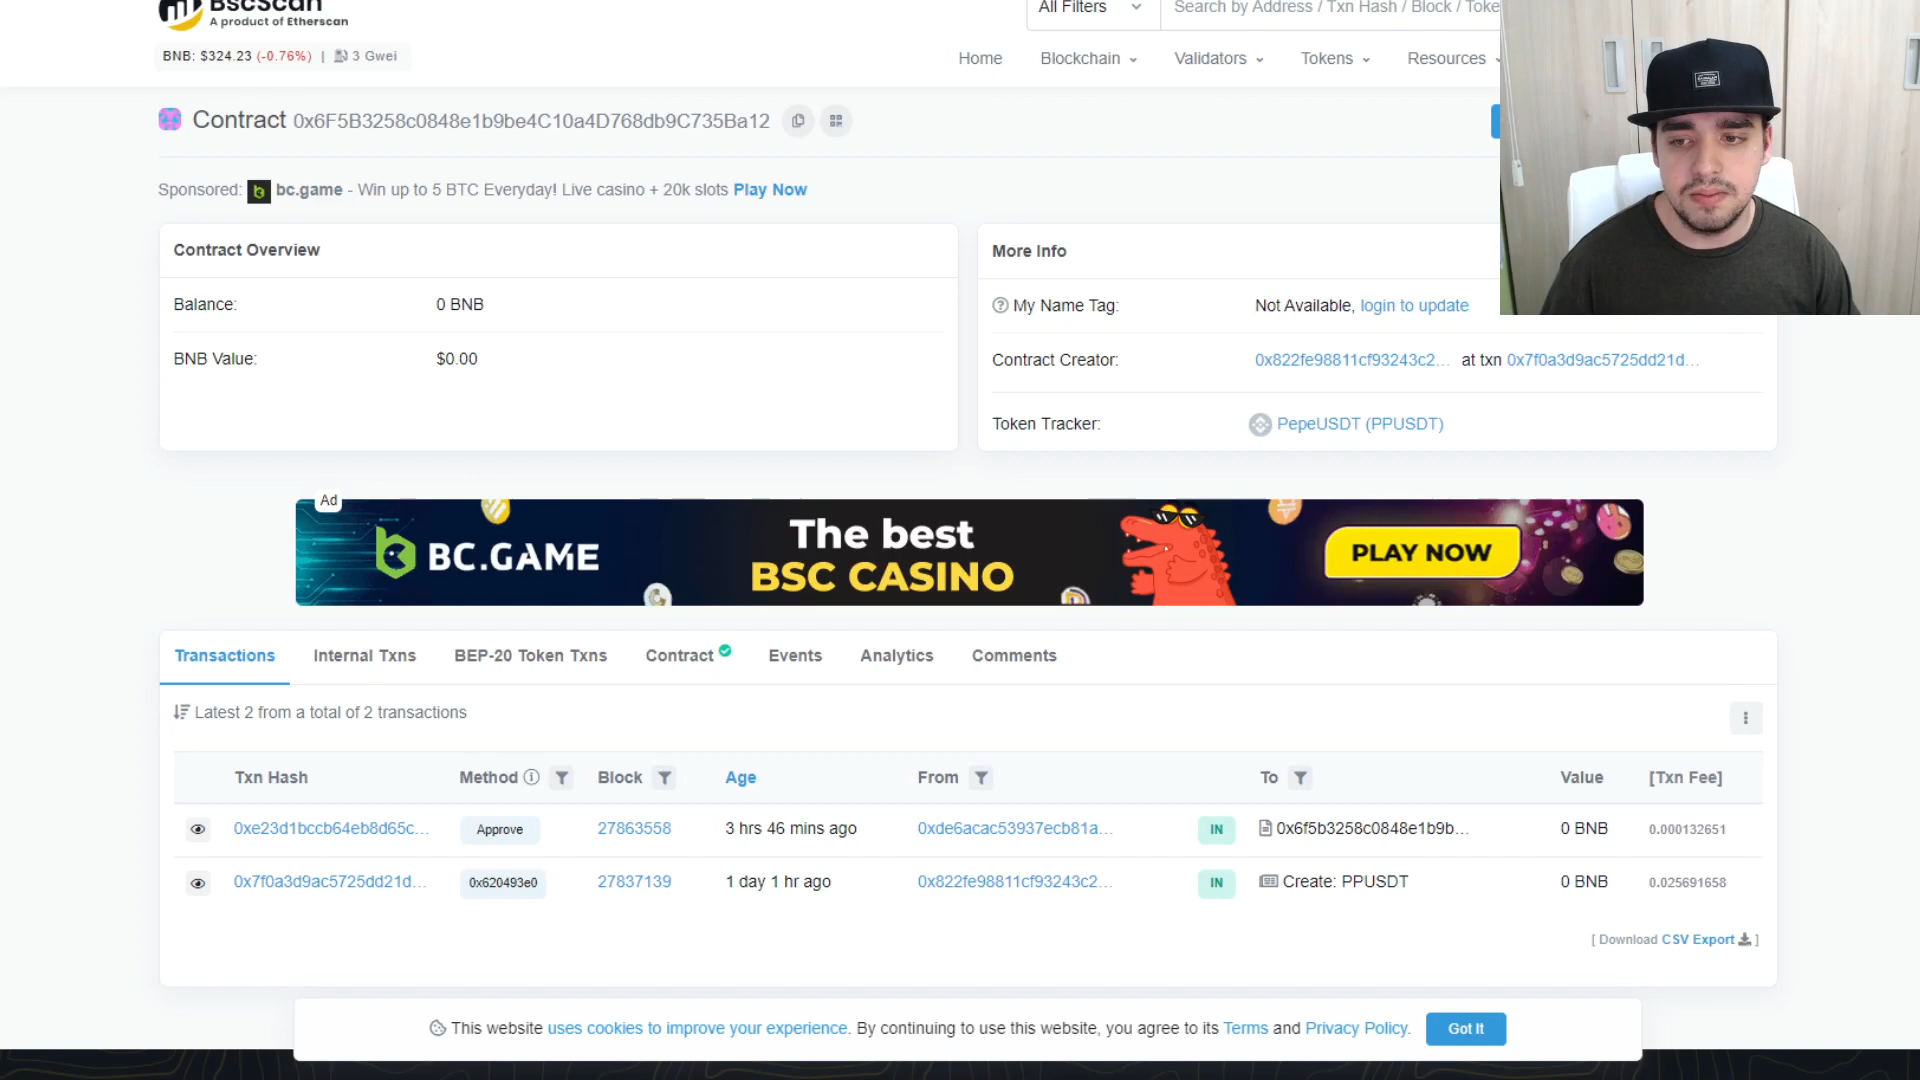 BscScan
A product of Etherscan
All Filters
Search by Address / Txn Hash / Block / Toke
BNB: $324.23 (-0.76%) | 3 Gwei
Home Blockchain Validators Tokens Resources
Contract 0x6F5B3258c0848e1b9be4C10a4D768db9C735Ba12
Sponsored: bc.game - Win up to 5 BTC Everyday! Live casino + 20k slots Play Now
Contract Overview
Balance: 0 BNB
BNB Value: $0.00
More Info
My Name Tag: Not Available, login to update
Contract Creator: 0x822fe98811cf93243c2... at txn 0x7f0a3d9ac5725dd21d...
Token Tracker: PepeUSDT (PPUSDT)
Ad
BC.GAME
The best
BSC CASINO
PLAY NOW
Transactions Internal Txns BEP-20 Token Txns Contract Events Analytics Comments
Latest 2 from a total of 2 transactions
Txn Hash Method Block Age From To Value [Txn Fee]
0xe23d1bccb64eb8d65c... Approve 27863558 3 hrs 46 mins ago 0xde6acac53937ecb81a... IN 0x6f5b3258c0848e1b9b... 0 BNB 0.000132651
0x7f0a3d9ac5725dd21d... 0x620493e0 27837139 1 day 1 hr ago 0x822fe98811cf93243c2... IN Create: PPUSDT 0 BNB 0.025691658
[ Download CSV Export ]
This website uses cookies to improve your experience. By continuing to use this website, you agree to its Terms and Privacy Policy. Got It